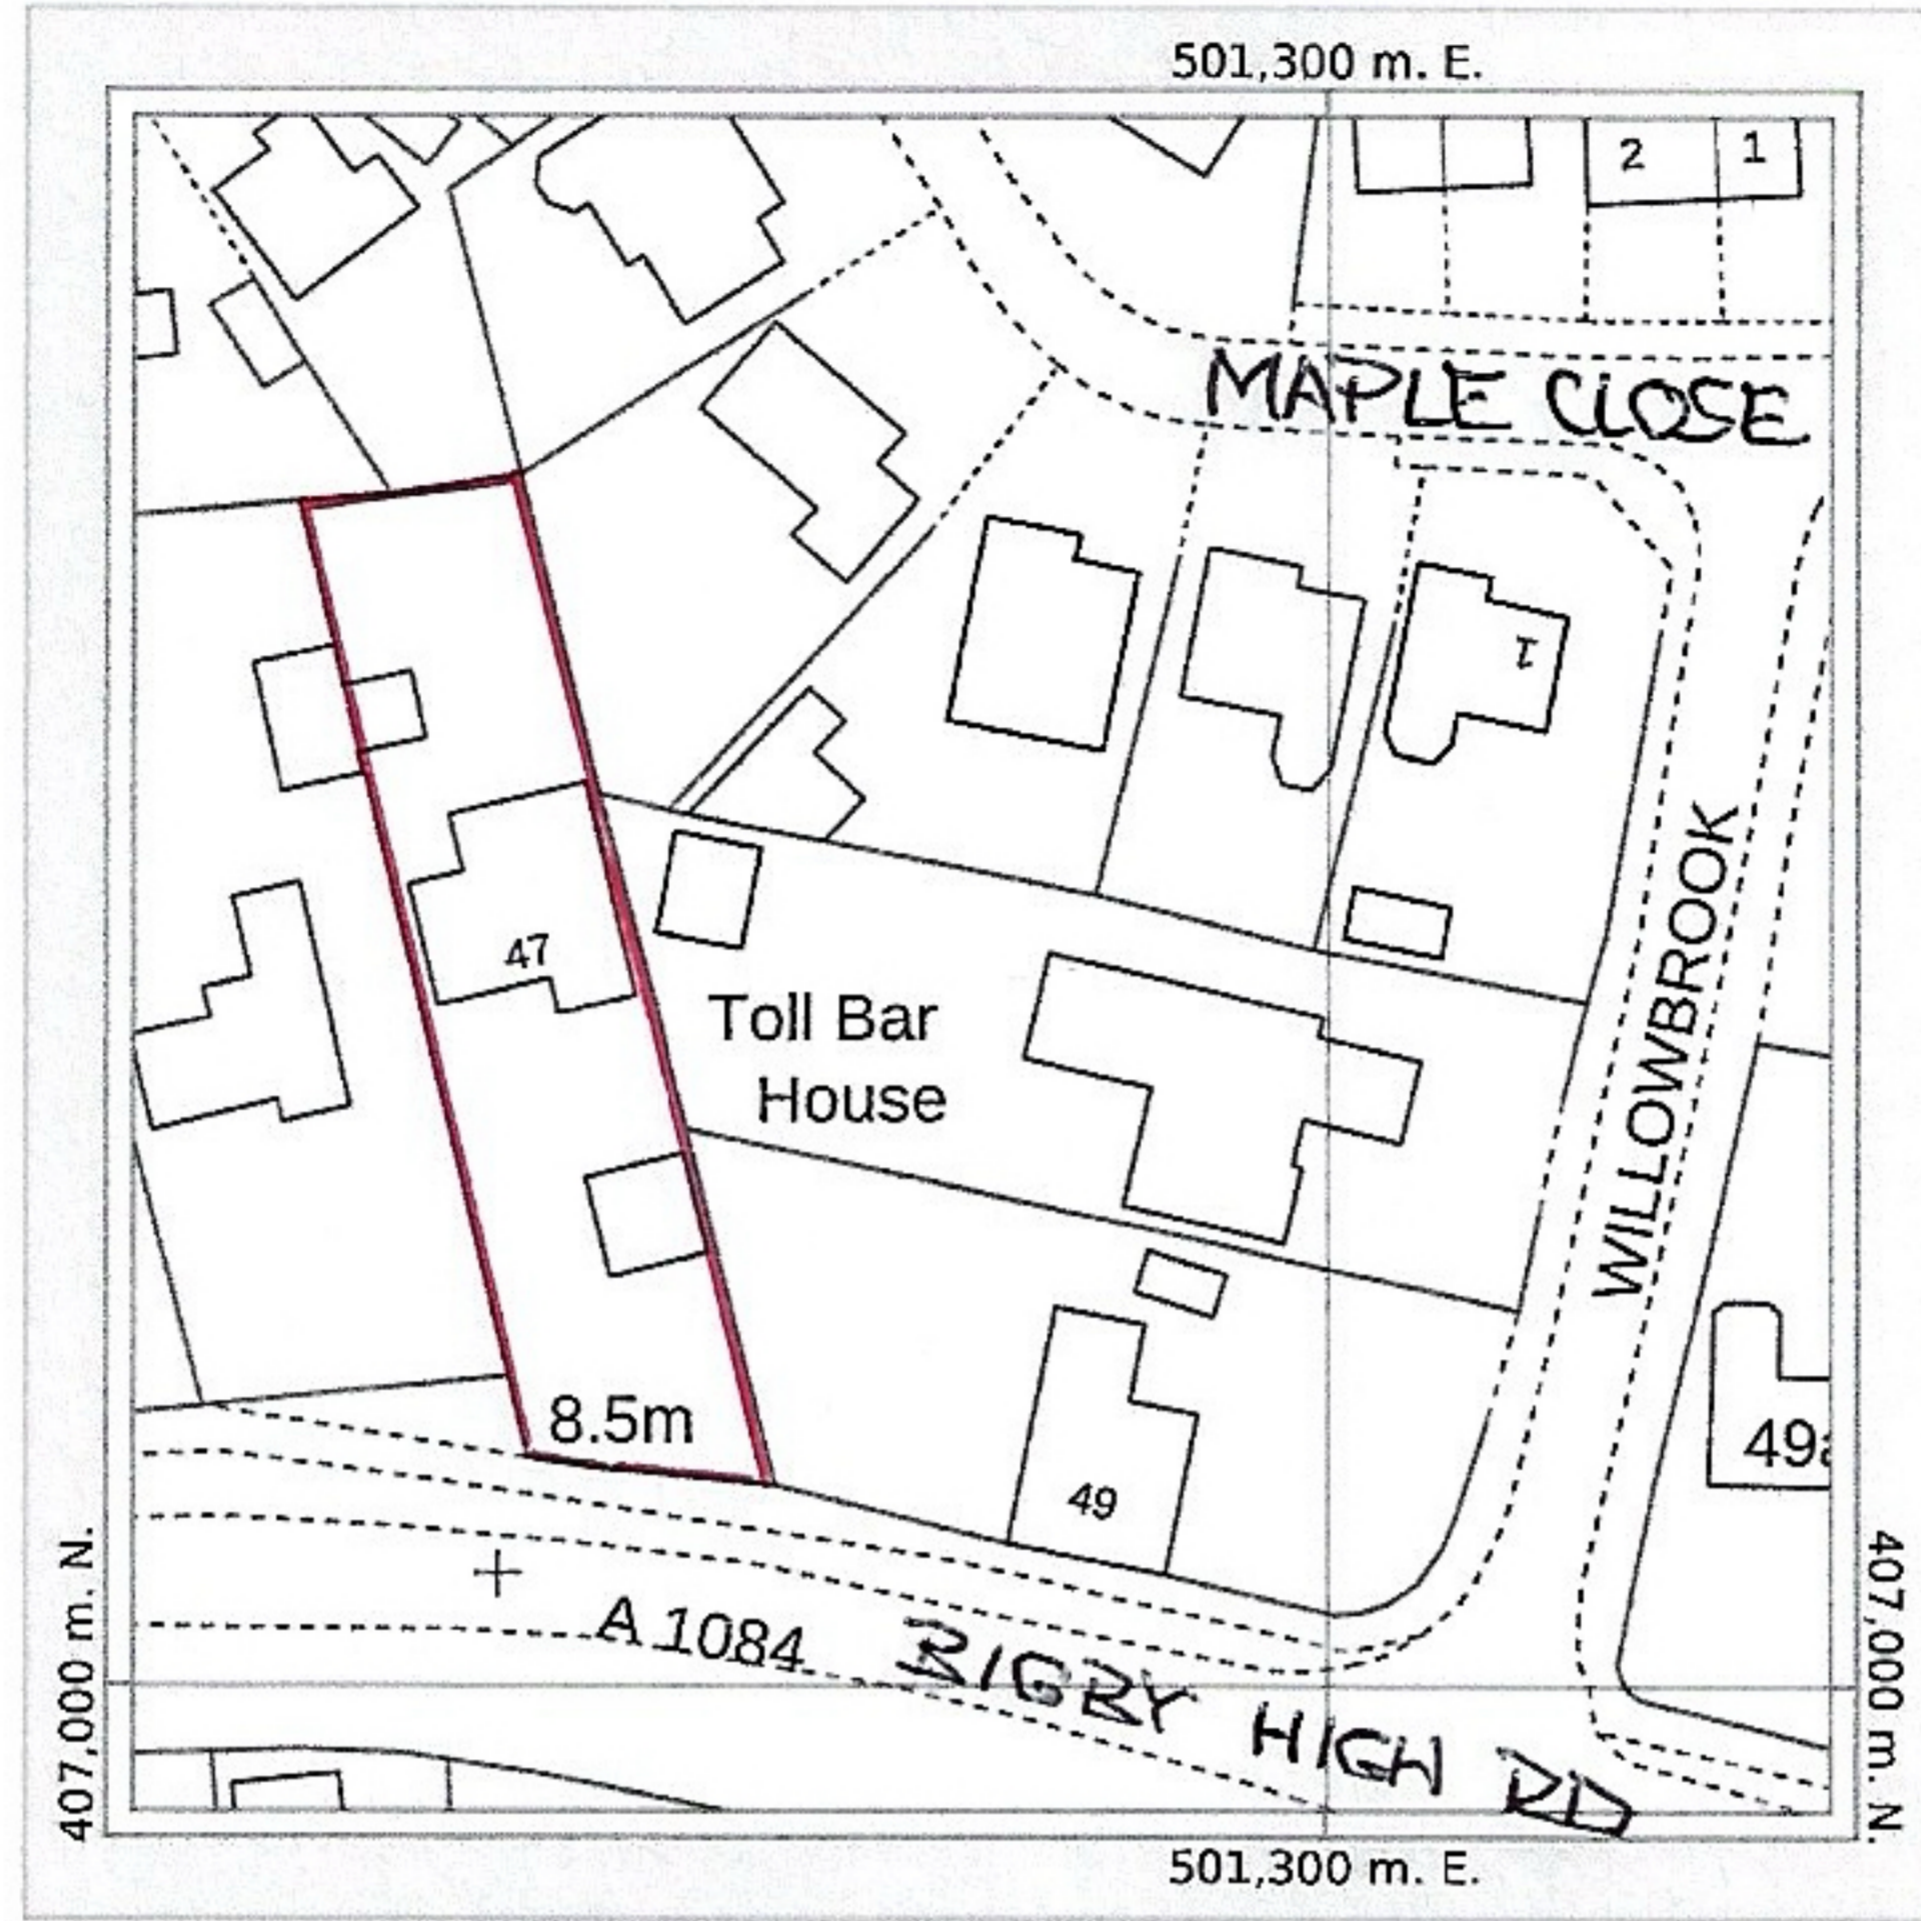 501,300 m. E.
2
1
MAPLE CLOSE
1
WILLOWBROOK
47
Toll Bar
House
8.5m
49
49a
A 1084
BIGBY HIGH RD
407,000 m. N.
407,000 m. N.
501,300 m. E.